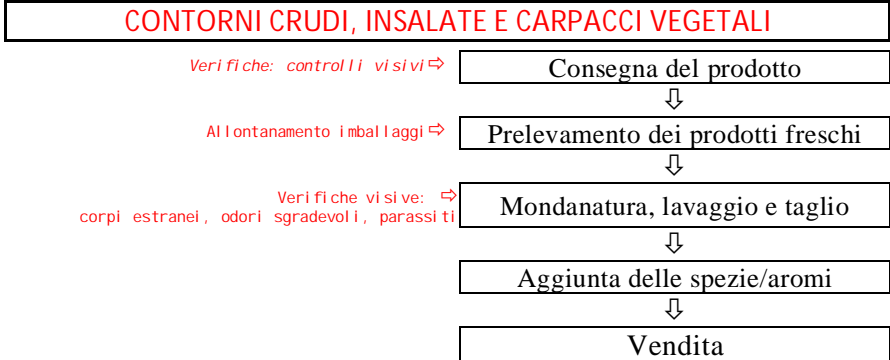 CONTORNI CRUDI, INSALATE E CARPACCI VEGETALI
Verifiche: controlli visivi⇨ Consegna del prodotto
⇩
Allontanamento imballaggi⇨ Prelevamento dei prodotti freschi
⇩
Verifiche visive: ⇨
corpi estranei, odori sgradevoli, parassiti
Mondanatura, lavaggio e taglio
⇩
Aggiunta delle spezie/aromi
⇩
Vendita